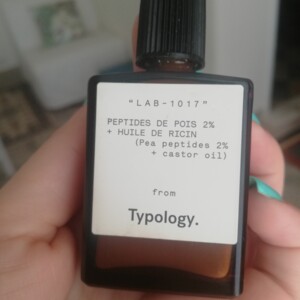 "LAB-1017"
PEPTIDES DE POIS 2%
+ HUILE DE RICIN
(Pea peptides 2%
+ castor oil)
from
Typology.